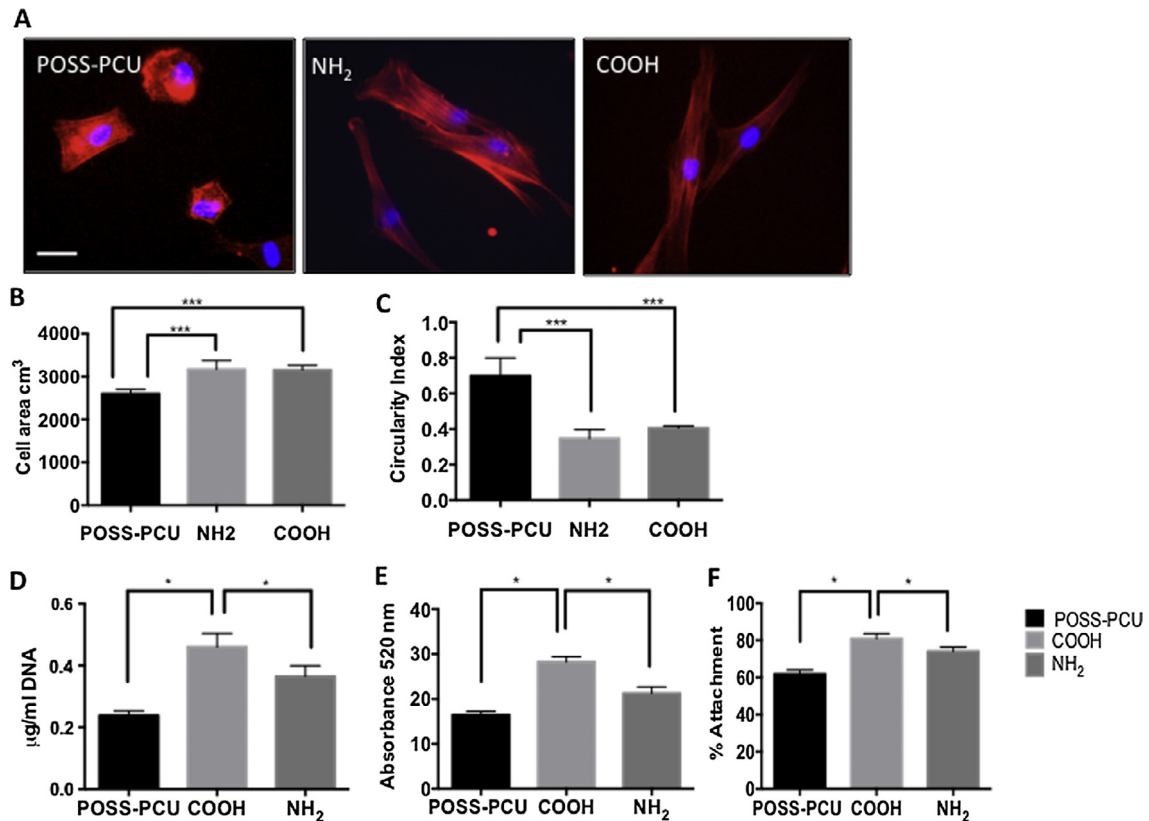 A
POSS-PCU
NH2
COOH
B
***
***
4000
3000
2000
1000
0
Cell area cm3
POSS-PCU NH2 COOH
C
***
***
1.0
0.8
0.6
0.4
0.2
0.0
Circularity Index
POSS-PCU NH2 COOH
D
* *
0.6
0.4
0.2
0.0
µg/ml DNA
POSS-PCU COOH NH2
E
* *
40
30
20
10
0
Absorbance 520 nm
POSS-PCU COOH NH2
F
* *
100
80
60
40
20
0
% Attachment
POSS-PCU COOH NH2
POSS-PCU
COOH
NH2